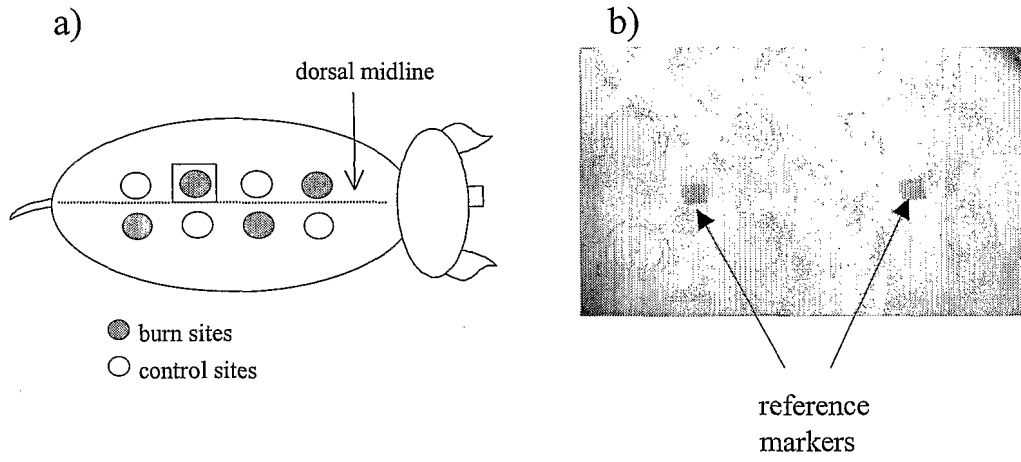 a)
dorsal midline
burn sites
control sites
b)
reference
markers